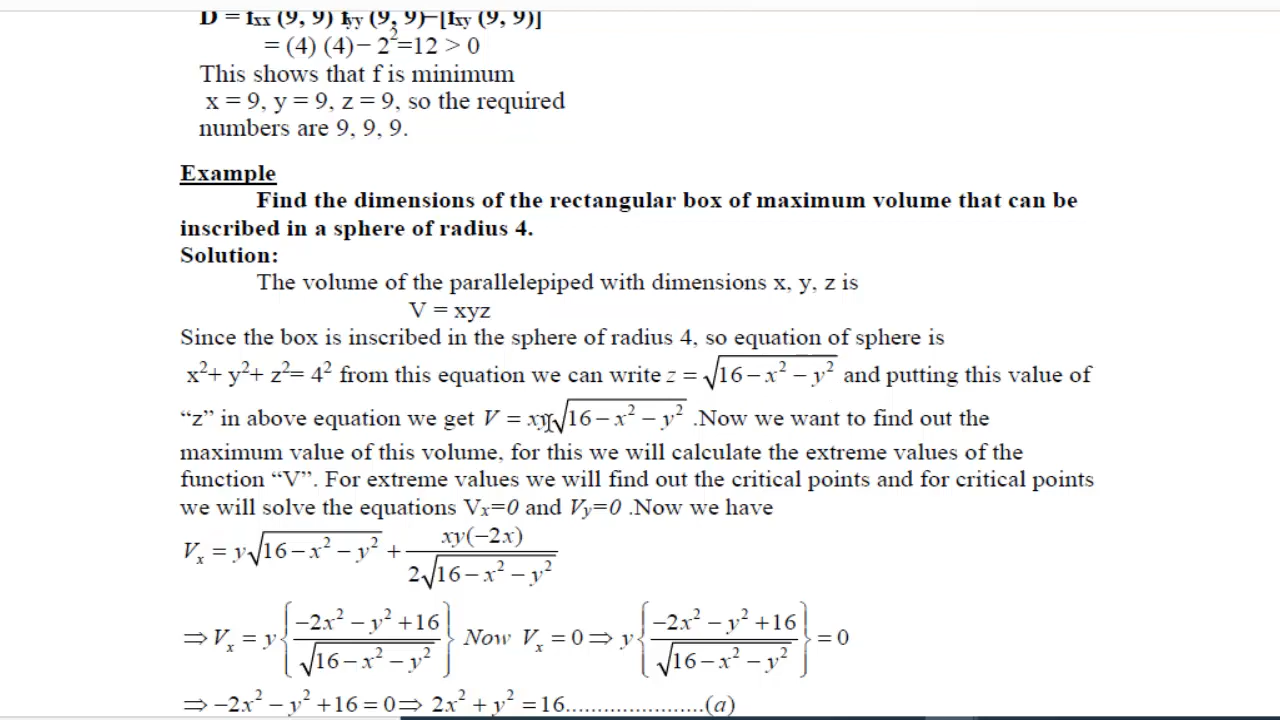 D = fxx (9, 9) fyy (9, 9)–[fxy (9, 9)]
= (4) (4)– 2²=12 > 0
This shows that f is minimum
x = 9, y = 9, z = 9, so the required
numbers are 9, 9, 9.
Example
Find the dimensions of the rectangular box of maximum volume that can be
inscribed in a sphere of radius 4.
Solution:
The volume of the parallelepiped with dimensions x, y, z is
V = xyz
Since the box is inscribed in the sphere of radius 4, so equation of sphere is
x²+ y²+ z²= 4² from this equation we can write z = √(16 – x² – y²) and putting this value of
“z” in above equation we get V = xy√(16 – x² – y²) .Now we want to find out the
maximum value of this volume, for this we will calculate the extreme values of the
function “V”. For extreme values we will find out the critical points and for critical points
we will solve the equations Vx=0 and Vy=0 .Now we have
Vx = y√(16 – x² – y²) + xy(–2x) / 2√(16 – x² – y²)
⇒ Vx = y{(–2x² – y² +16) / √(16 – x² – y²)} Now Vx = 0 ⇒ y{(–2x² – y² +16) / √(16 – x² – y²)} = 0
⇒ –2x² – y² +16 = 0 ⇒ 2x² + y² = 16.......................(a)